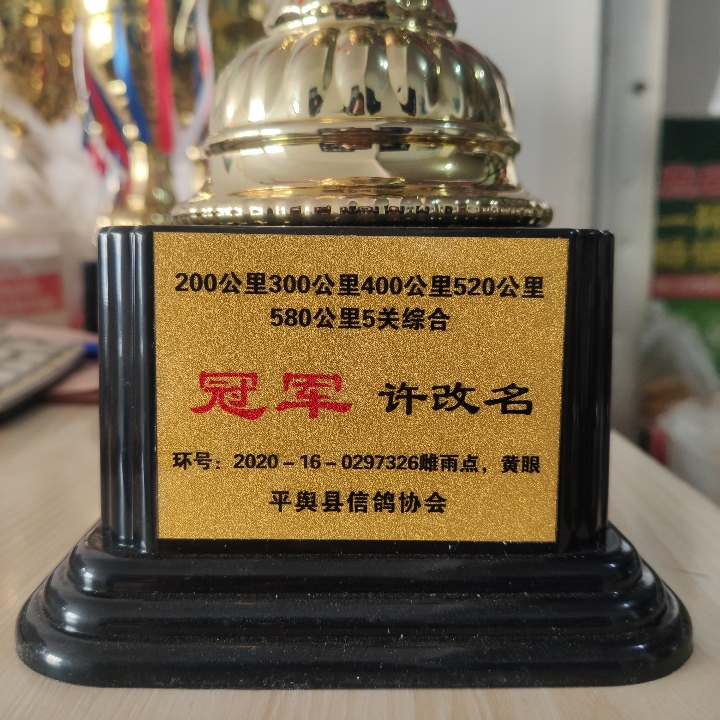 200公里300公里400公里520公里
580公里5关综合
冠军 许改名
环号：2020－16－0297326雌雨点，黄眼
平舆县信鸽协会